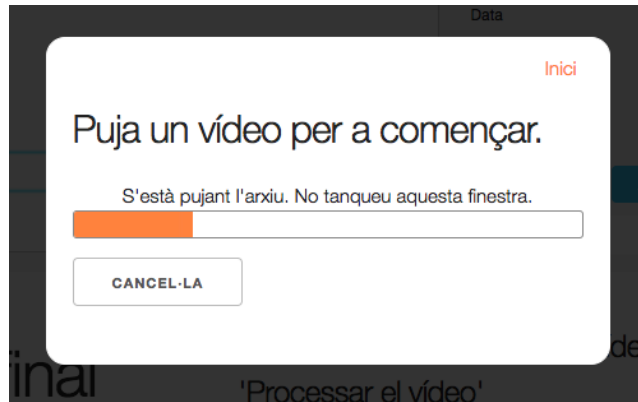 Data
Inici
Puja un vídeo per a començar.
S'està pujant l'arxiu. No tanqueu aquesta finestra.
CANCEL·LA
de
final
'Processar el vídeo'